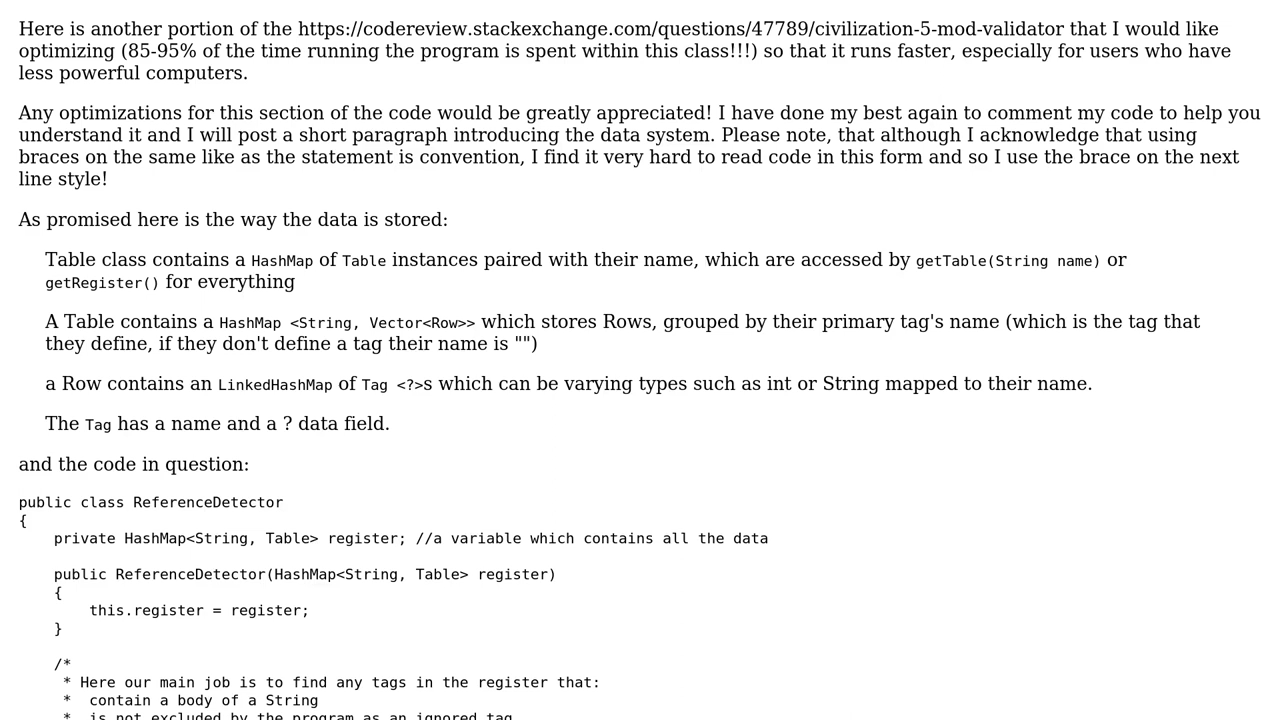 Here is another portion of the https://codereview.stackexchange.com/questions/47789/civilization-5-mod-validator that I would like
optimizing (85-95% of the time running the program is spent within this class!!!) so that it runs faster, especially for users who have
less powerful computers.
Any optimizations for this section of the code would be greatly appreciated! I have done my best again to comment my code to help you
understand it and I will post a short paragraph introducing the data system. Please note, that although I acknowledge that using
braces on the same like as the statement is convention, I find it very hard to read code in this form and so I use the brace on the next
line style!
As promised here is the way the data is stored:
Table class contains a HashMap of Table instances paired with their name, which are accessed by getTable(String name) or
getRegister() for everything
A Table contains a HashMap <String, Vector<Row>> which stores Rows, grouped by their primary tag's name (which is the tag that
they define, if they don't define a tag their name is "")
a Row contains an LinkedHashMap of Tag <?>s which can be varying types such as int or String mapped to their name.
The Tag has a name and a ? data field.
and the code in question:
public class ReferenceDetector
{
    private HashMap<String, Table> register; //a variable which contains all the data
    public ReferenceDetector(HashMap<String, Table> register)
    {
        this.register = register;
    }
    /*
     * Here our main job is to find any tags in the register that:
     *  contain a body of a String
     *  is not excluded by the program as an ignored tag